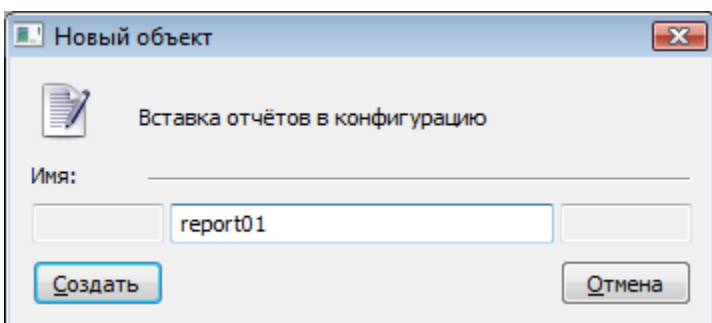 Новый объект
Вставка отчётов в конфигурацию
Имя:
report01
Создать
Отмена